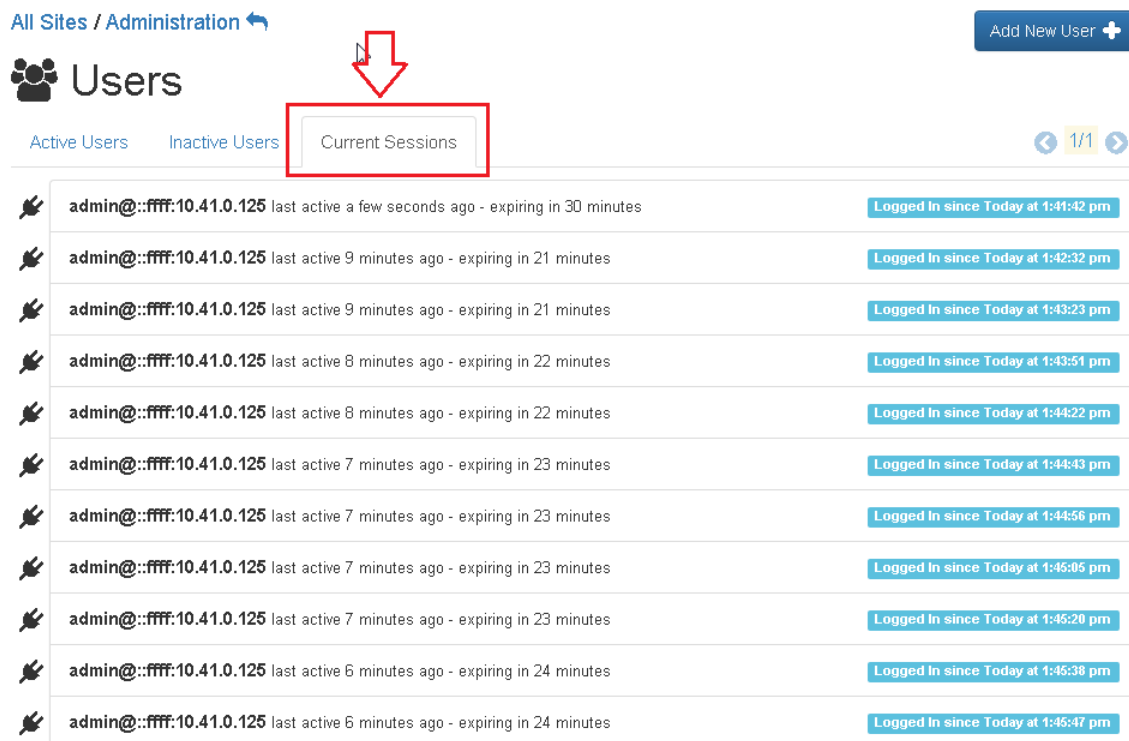 All Sites / Administration
Add New User
Users
Active Users Inactive Users Current Sessions 1/1
admin@::ffff:10.41.0.125 last active a few seconds ago - expiring in 30 minutes Logged In since Today at 1:41:42 pm
admin@::ffff:10.41.0.125 last active 9 minutes ago - expiring in 21 minutes Logged In since Today at 1:42:32 pm
admin@::ffff:10.41.0.125 last active 9 minutes ago - expiring in 21 minutes Logged In since Today at 1:43:23 pm
admin@::ffff:10.41.0.125 last active 8 minutes ago - expiring in 22 minutes Logged In since Today at 1:43:51 pm
admin@::ffff:10.41.0.125 last active 8 minutes ago - expiring in 22 minutes Logged In since Today at 1:44:22 pm
admin@::ffff:10.41.0.125 last active 7 minutes ago - expiring in 23 minutes Logged In since Today at 1:44:43 pm
admin@::ffff:10.41.0.125 last active 7 minutes ago - expiring in 23 minutes Logged In since Today at 1:44:56 pm
admin@::ffff:10.41.0.125 last active 7 minutes ago - expiring in 23 minutes Logged In since Today at 1:45:05 pm
admin@::ffff:10.41.0.125 last active 7 minutes ago - expiring in 23 minutes Logged In since Today at 1:45:20 pm
admin@::ffff:10.41.0.125 last active 6 minutes ago - expiring in 24 minutes Logged In since Today at 1:45:38 pm
admin@::ffff:10.41.0.125 last active 6 minutes ago - expiring in 24 minutes Logged In since Today at 1:45:47 pm